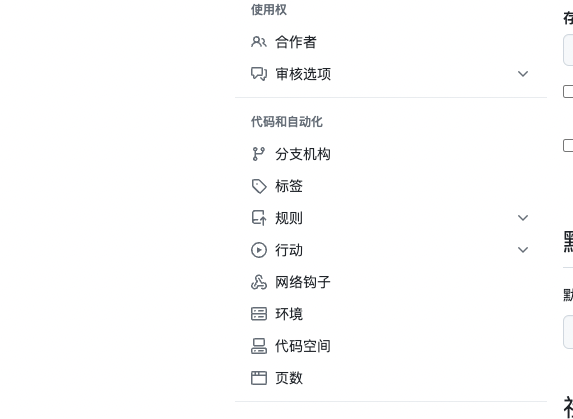 使用权
合作者
审核选项
代码和自动化
分支机构
标签
规则
行动
网络钩子
环境
代码空间
页数